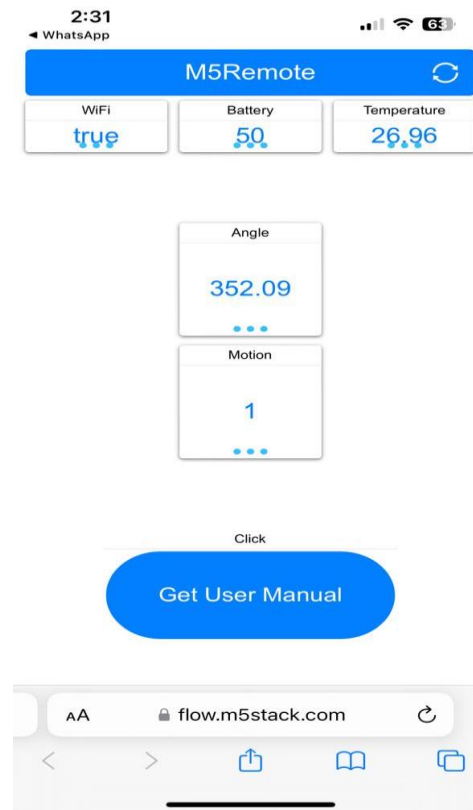 2:31
◀ WhatsApp
63
M5Remote
WiFi
Battery
Temperature
true
50
26.96
Angle
352.09
Motion
1
Click
Get User Manual
AA
flow.m5stack.com